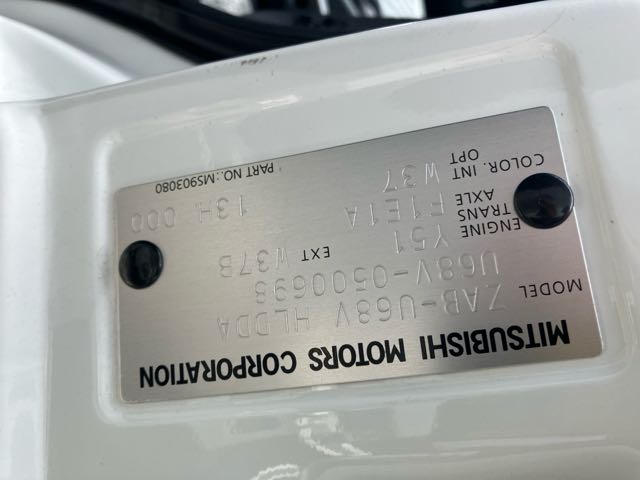 MITSUBISHI MOTORS CORPORATION
MODEL ZAB-U68V HLDDA
U68V-0500693
ENGINE Y51 EXT W37B
TRANS AXLE F1E1A
COLOR. INT W37
OPT 13H 000
PART NO.:MS903080